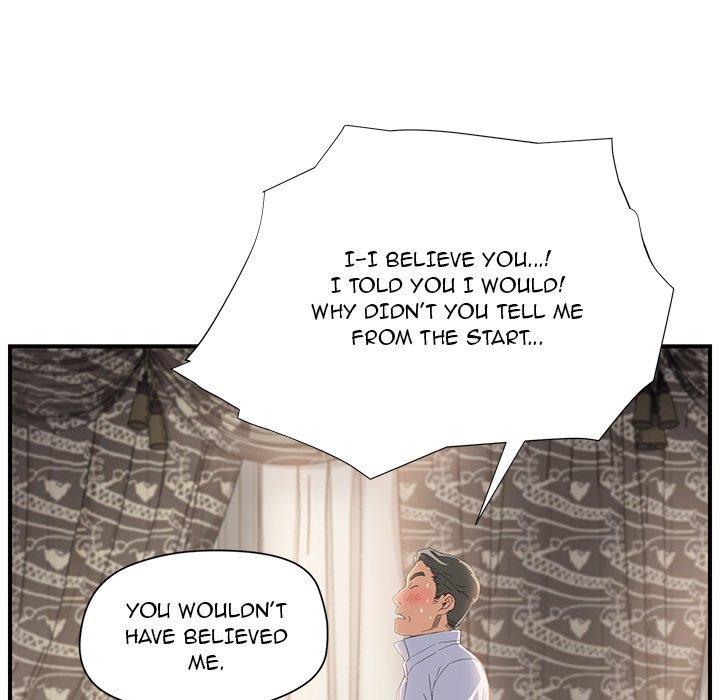 I-I BELIEVE YOU...!
I TOLD YOU I WOULD!
WHY DIDN'T YOU TELL ME
FROM THE START...
YOU WOULDN'T
HAVE BELIEVED
ME.